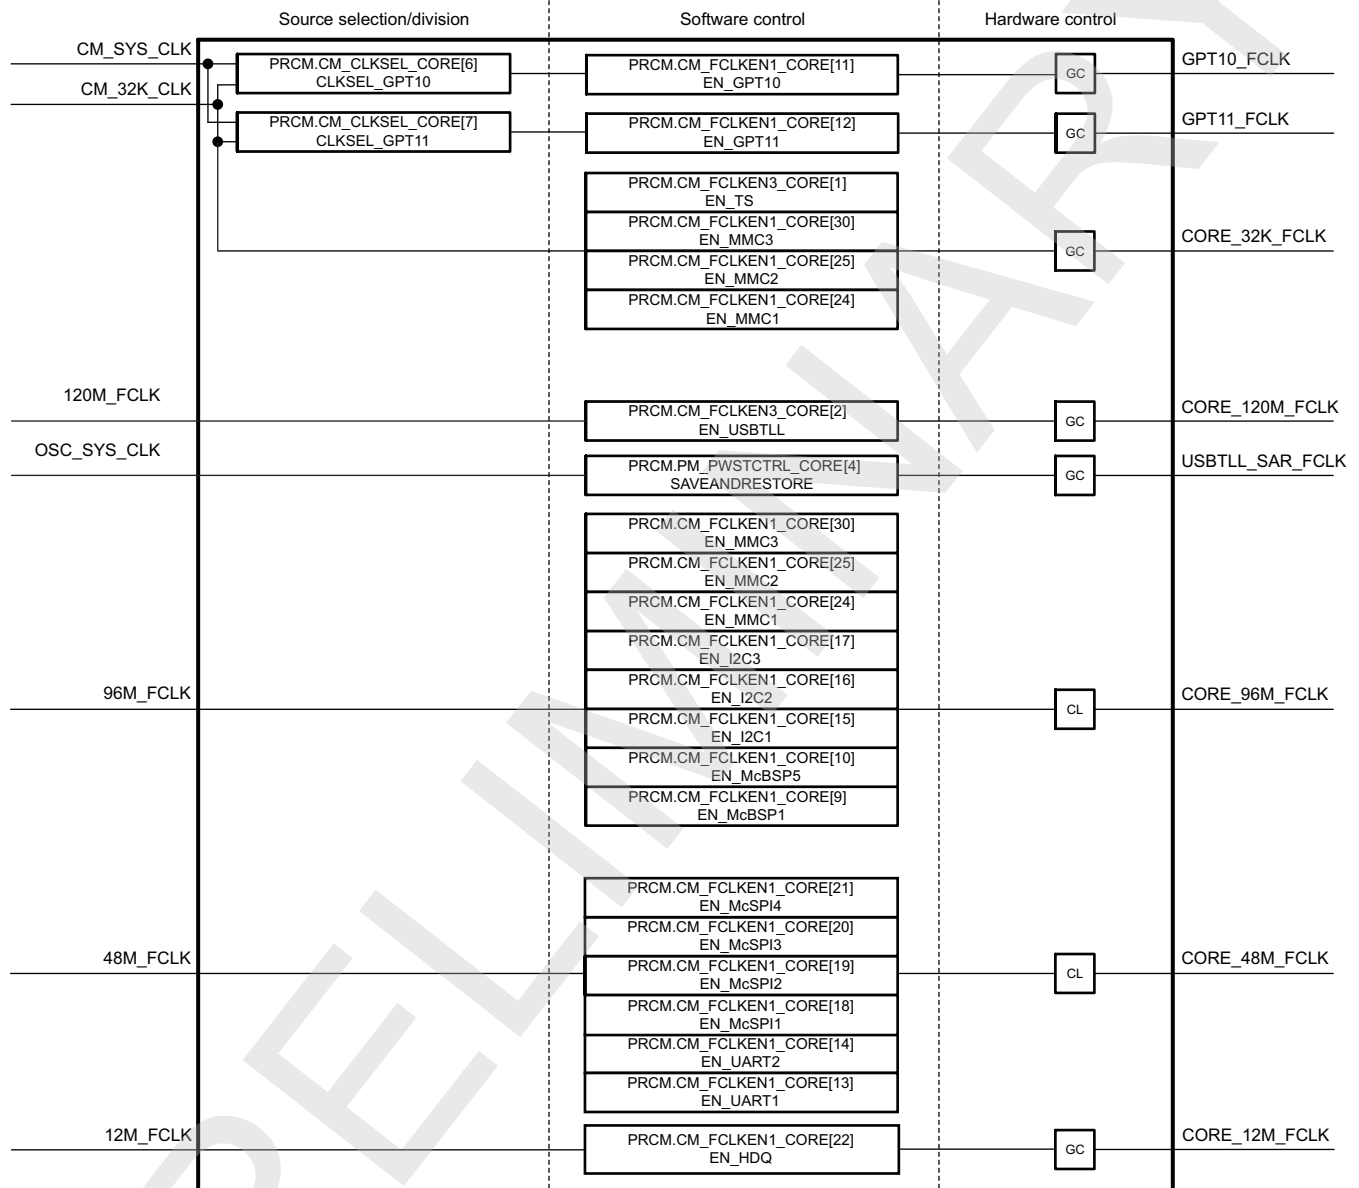 Source selection/division
Software control
Hardware control
CM_SYS_CLK
PRCM.CM_CLKSEL_CORE[6]
CLKSEL_GPT10
PRCM.CM_FCLKEN1_CORE[11]
EN_GPT10
GC
GPT10_FCLK
CM_32K_CLK
PRCM.CM_CLKSEL_CORE[7]
CLKSEL_GPT11
PRCM.CM_FCLKEN1_CORE[12]
EN_GPT11
GC
GPT11_FCLK
PRCM.CM_FCLKEN3_CORE[1]
EN_TS
PRCM.CM_FCLKEN1_CORE[30]
EN_MMC3
PRCM.CM_FCLKEN1_CORE[25]
EN_MMC2
PRCM.CM_FCLKEN1_CORE[24]
EN_MMC1
GC
CORE_32K_FCLK
120M_FCLK
PRCM.CM_FCLKEN3_CORE[2]
EN_USBTLL
GC
CORE_120M_FCLK
OSC_SYS_CLK
PRCM.PM_PWSTCTRL_CORE[4]
SAVEANDRESTORE
GC
USBTLL_SAR_FCLK
PRCM.CM_FCLKEN1_CORE[30]
EN_MMC3
PRCM.CM_FCLKEN1_CORE[25]
EN_MMC2
PRCM.CM_FCLKEN1_CORE[24]
EN_MMC1
PRCM.CM_FCLKEN1_CORE[17]
EN_I2C3
96M_FCLK
PRCM.CM_FCLKEN1_CORE[16]
EN_I2C2
PRCM.CM_FCLKEN1_CORE[15]
EN_I2C1
PRCM.CM_FCLKEN1_CORE[10]
EN_McBSP5
PRCM.CM_FCLKEN1_CORE[9]
EN_McBSP1
CL
CORE_96M_FCLK
PRCM.CM_FCLKEN1_CORE[21]
EN_McSPI4
PRCM.CM_FCLKEN1_CORE[20]
EN_McSPI3
48M_FCLK
PRCM.CM_FCLKEN1_CORE[19]
EN_McSPI2
PRCM.CM_FCLKEN1_CORE[18]
EN_McSPI1
PRCM.CM_FCLKEN1_CORE[14]
EN_UART2
PRCM.CM_FCLKEN1_CORE[13]
EN_UART1
CL
CORE_48M_FCLK
12M_FCLK
PRCM.CM_FCLKEN1_CORE[22]
EN_HDQ
GC
CORE_12M_FCLK
PRELIMINARY